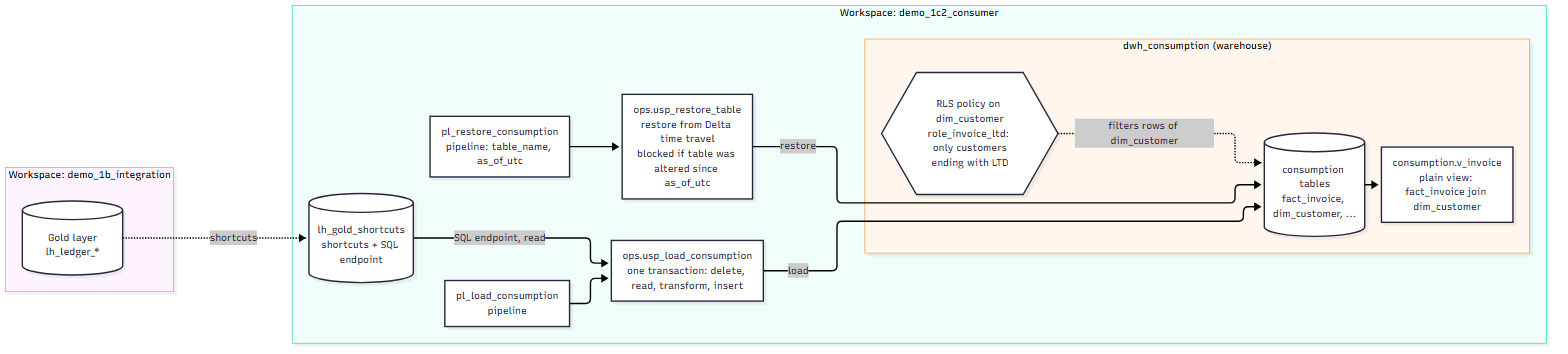 Workspace: demo_1c2_consumer
dwh_consumption (warehouse)
RLS policy on
dim_customer
role_invoice_ltd:
only customers
ending with LTD
filters rows of
dim_customer
ops.usp_restore_table
restore from Delta
time travel
blocked if table was
altered since
as_of_utc
pl_restore_consumption
pipeline: table_name,
as_of_utc
restore
consumption
tables
fact_invoice,
dim_customer, ...
consumption.v_invoice
plain view:
fact_invoice join
dim_customer
Workspace: demo_1b_integration
Gold layer
lh_ledger_*
shortcuts
lh_gold_shortcuts
shortcuts + SQL
endpoint
SQL endpoint, read
ops.usp_load_consumption
one transaction: delete,
read, transform, insert
load
pl_load_consumption
pipeline